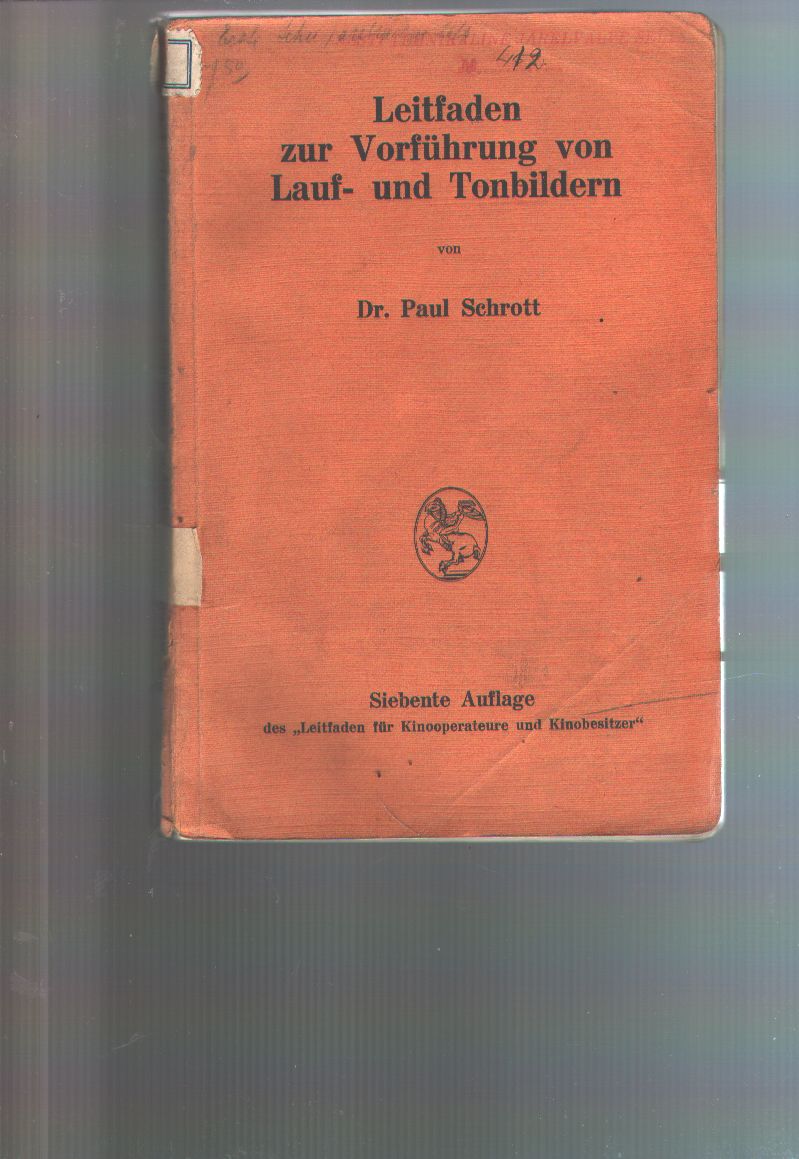 412
Leitfaden
zur Vorführung von
Lauf- und Tonbildern
von
Dr. Paul Schrott
Siebente Auflage
des „Leitfaden für Kinooperateure und Kinobesitzer“